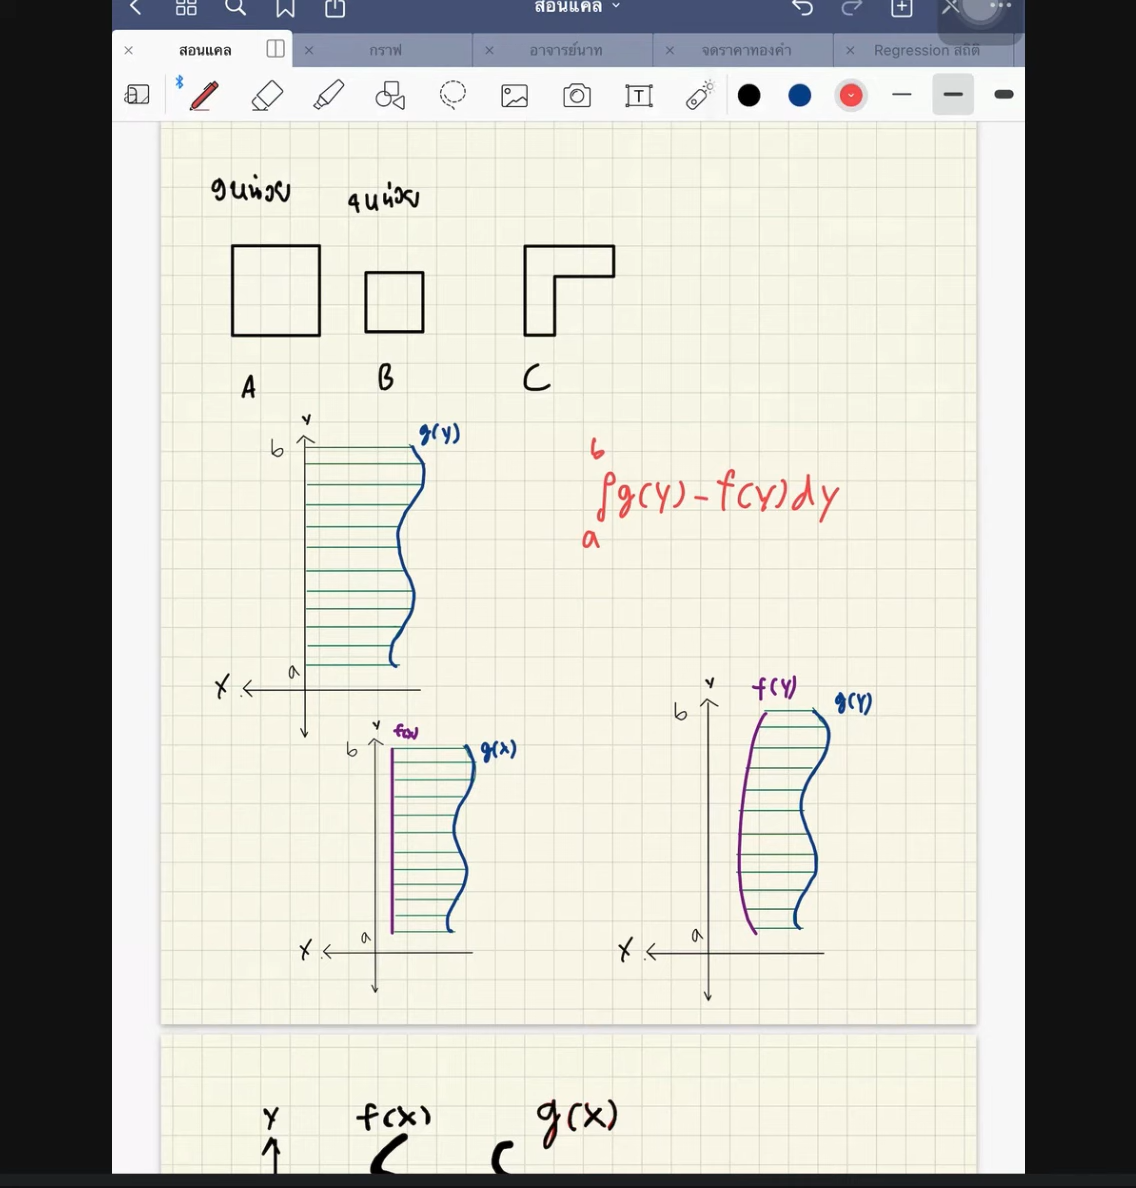 สอนแคล
สอนแคล
กราฟ
อาจารย์นาท
จดราคาทองคำ
Regression สถิติ
T
9 หน่วย
4 หน่วย
A
B
C
y
b
g(y)
a
X
b
∫g(y)-f(y)dy
a
y
b
f(x)
g(x)
a
X
y
b
f(y)
g(y)
a
X
y
f(x)
g(x)